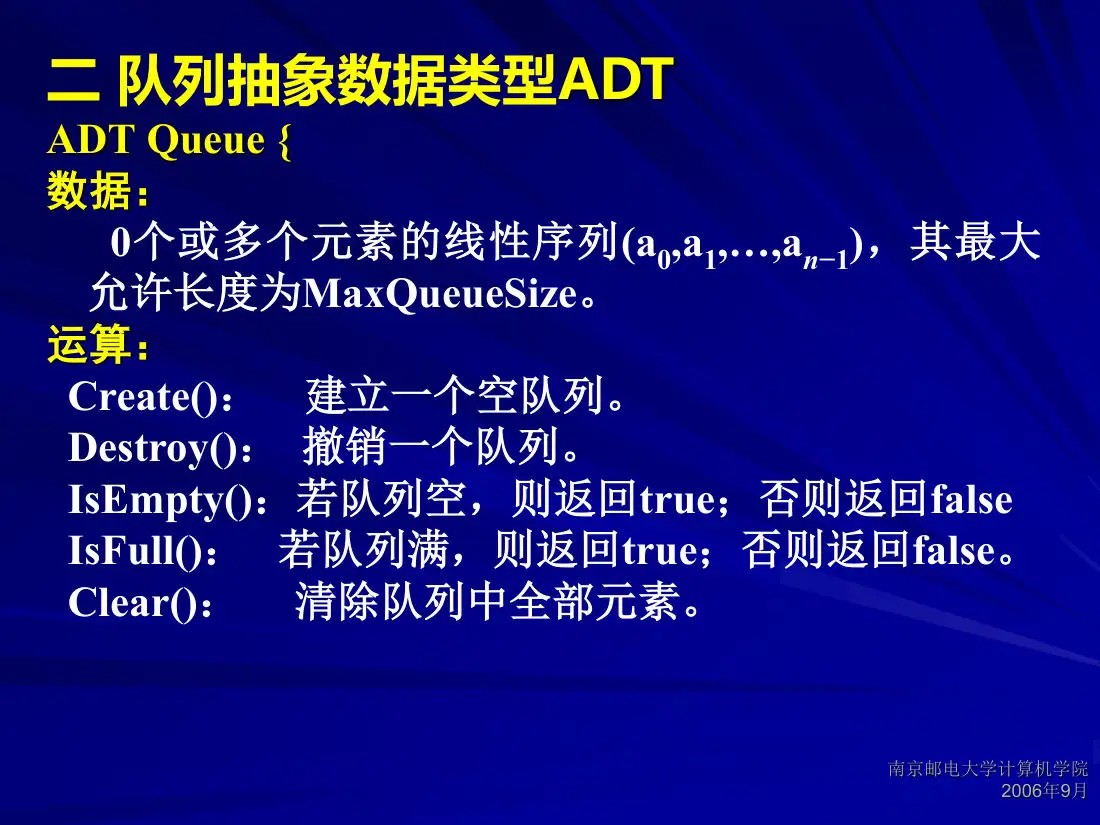 二 队列抽象数据类型ADT
ADT Queue {
数据：
0个或多个元素的线性序列(a₀,a₁,…,aₙ₋₁)，其最大
允许长度为MaxQueueSize。
运算：
Create()： 建立一个空队列。
Destroy()： 撤销一个队列。
IsEmpty()：若队列空，则返回true；否则返回false
IsFull()： 若队列满，则返回true；否则返回false。
Clear()： 清除队列中全部元素。
南京邮电大学计算机学院
2006年9月